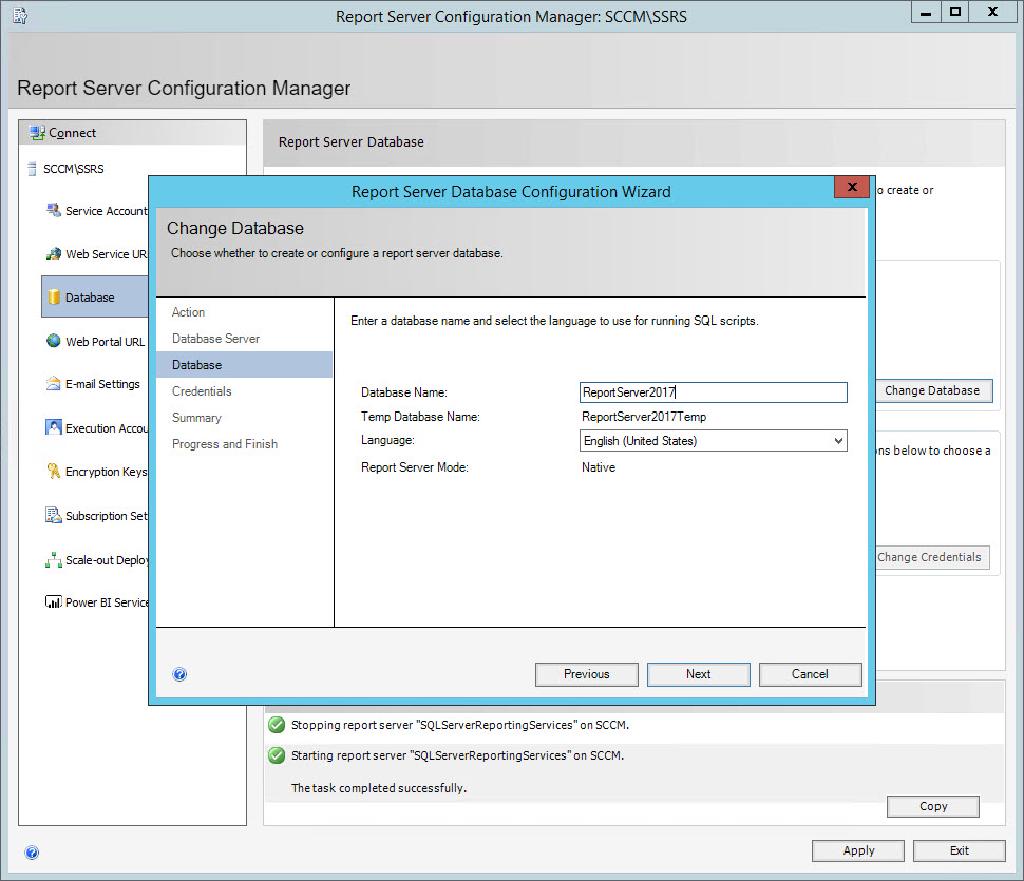 Report Server Configuration Manager: SCCM\SSRS
Report Server Configuration Manager
Connect
SCCM\SSRS
Service Account
Web Service UR
Database
Web Portal URL
E-mail Settings
Execution Accou
Encryption Keys
Subscription Set
Scale-out Deploy
Power BI Service
Report Server Database
o create or
Change Database
ns below to choose a
Change Credentials
Report Server Database Configuration Wizard
Change Database
Choose whether to create or configure a report server database.
Action
Database Server
Database
Credentials
Summary
Progress and Finish
Enter a database name and select the language to use for running SQL scripts.
Database Name: ReportServer2017
Temp Database Name: ReportServer2017Temp
Language: English (United States)
Report Server Mode: Native
Previous Next Cancel
Stopping report server "SQLServerReportingServices" on SCCM.
Starting report server "SQLServerReportingServices" on SCCM.
The task completed successfully.
Copy
Apply Exit